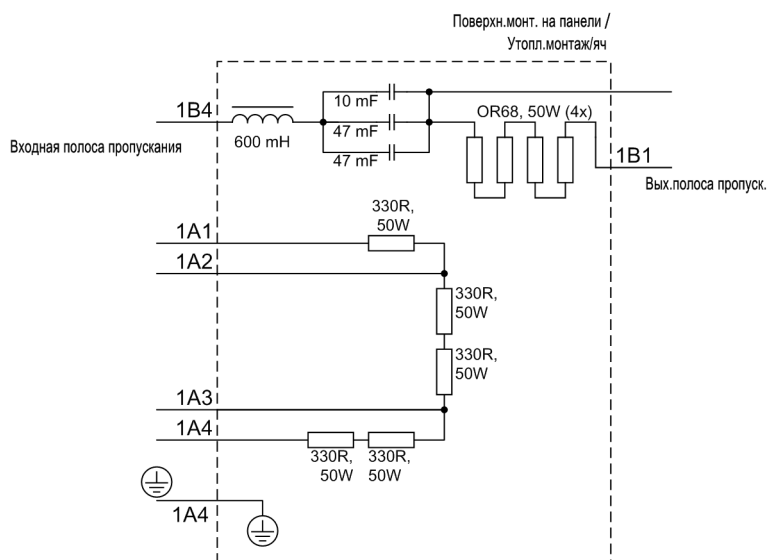 Поверхн.монт. на панели /
Утопл.монтаж/яч
1B4
10 mF
OR68, 50W (4x)
600 mH
47 mF
1B1
Входная полоса пропускания
47 mF
Вых.полоса пропуск.
330R,
50W
1A1
1A2
330R,
50W
330R,
50W
1A3
1A4
330R,
50W
330R,
50W
1A4